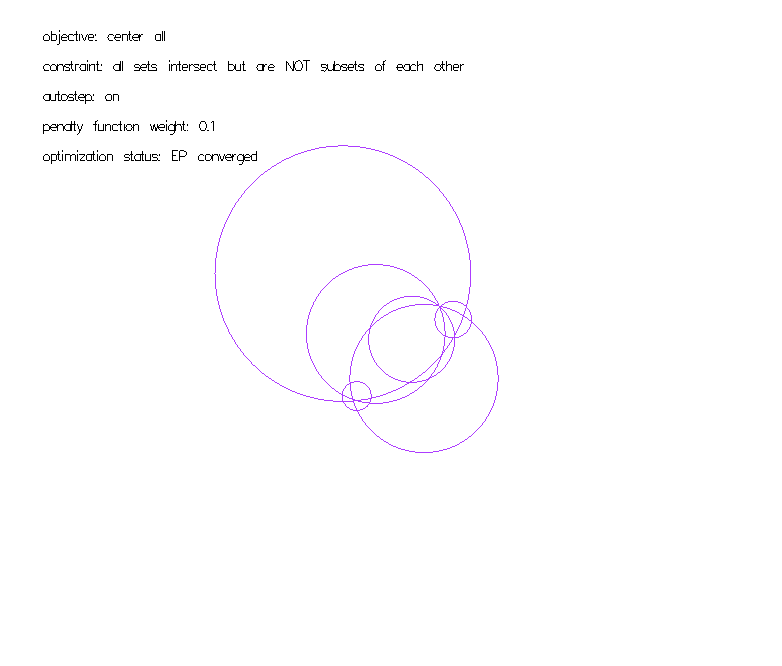 objective: center all
constraint: all sets intersect but are NOT subsets of each other
autostep: on
penalty function weight: 0.1
optimization status: EP converged